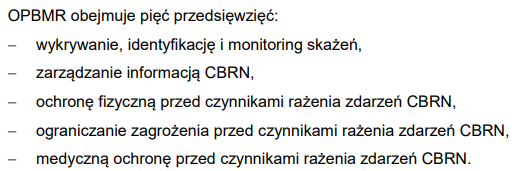 OPBMR obejmuje pięć przedsięwzięć:
– wykrywanie, identyfikację i monitoring skażeń,
– zarządzanie informacją CBRN,
– ochronę fizyczną przed czynnikami rażenia zdarzeń CBRN,
– ograniczanie zagrożenia przed czynnikami rażenia zdarzeń CBRN,
– medyczną ochronę przed czynnikami rażenia zdarzeń CBRN.